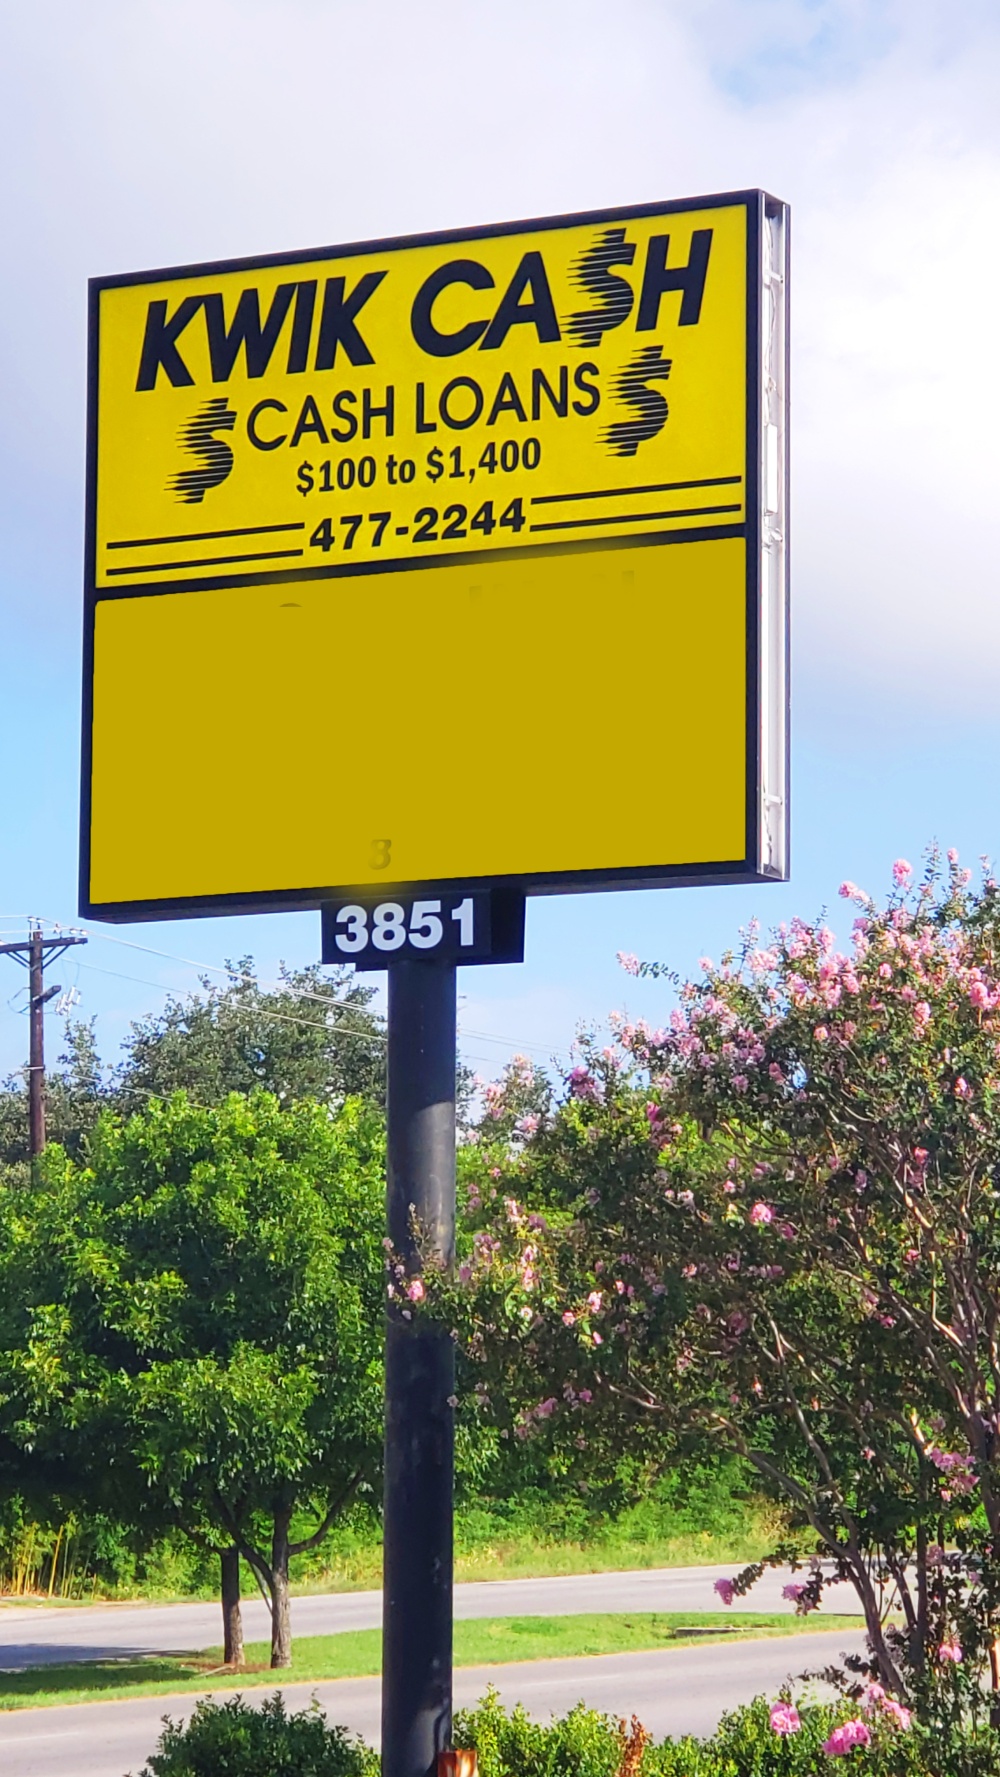 KWIK CA$H
$ CASH LOANS $
$100 to $1,400
477-2244
3851